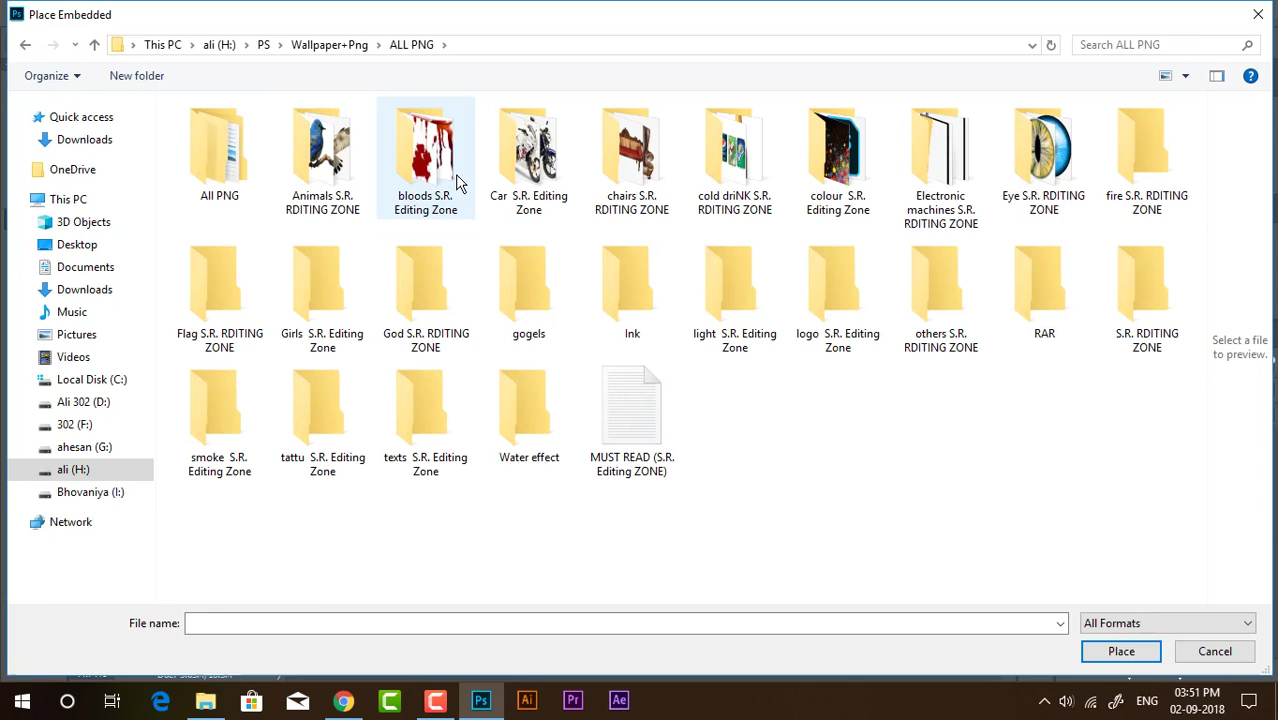 Place Embedded
This PC > ali (H:) > PS > Wallpaper+Png > ALL PNG >
Search ALL PNG
Organize
New folder
Quick access
Downloads
OneDrive
This PC
3D Objects
Desktop
Documents
Downloads
Music
Pictures
Videos
Local Disk (C:)
Ali 302 (D:)
302 (F:)
ahesan (G:)
ali (H:)
Bhovaniya (I:)
Network
All PNG
Animals S.R.
RDITING ZONE
bloods S.R.
Editing Zone
Car S.R. Editing
Zone
chairs S.R.
RDITING ZONE
cold driNK S.R.
RDITING ZONE
colour S.R.
Editing Zone
Electronic
machines S.R.
RDITING ZONE
Eye S.R. RDITING
ZONE
fire S.R. RDITING
ZONE
Flag S.R. RDITING
ZONE
Girls S.R. Editing
Zone
God S.R. RDITING
ZONE
gogels
Ink
light S.R. Editing
Zone
logo S.R. Editing
Zone
others S.R.
RDITING ZONE
RAR
S.R. RDITING
ZONE
smoke S.R.
Editing Zone
tattu S.R. Editing
Zone
texts S.R. Editing
Zone
Water effect
MUST READ (S.R.
Editing ZONE)
Select a file
to preview.
File name:
All Formats
Place
Cancel
Ps
Ai
Pr
Ae
ENG
03:51 PM
02-09-2018